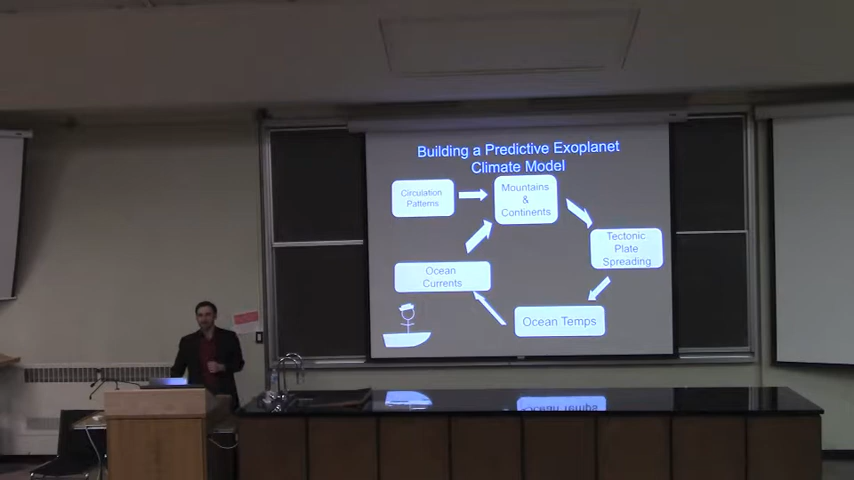 Building a Predictive Exoplanet
Climate Model
Circulation
Patterns
Mountains
&
Continents
Tectonic
Plate
Spreading
Ocean
Currents
Ocean Temps